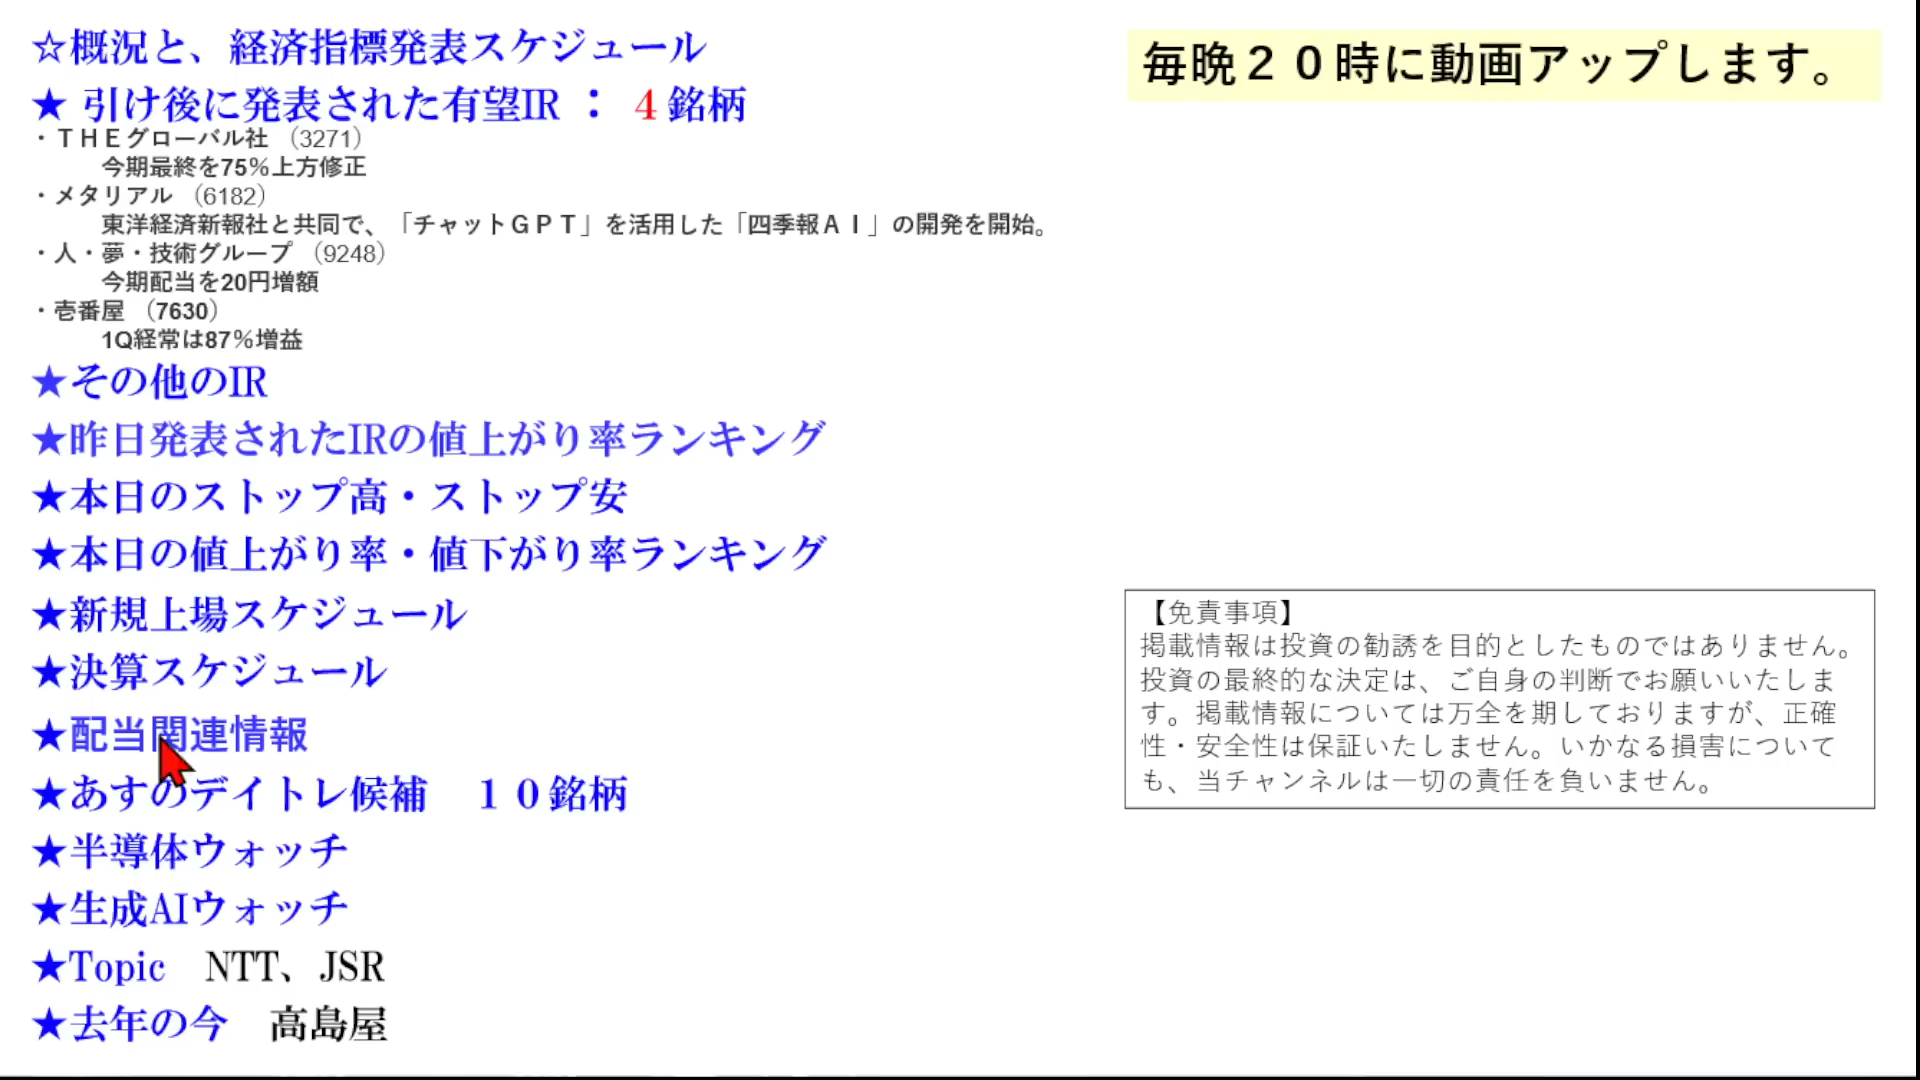 ☆概況と、経済指標発表スケジュール
★ 引け後に発表された有望IR ： ４銘柄
・ＴＨＥグローバル社 （3271）
今期最終を75％上方修正
・メタリアル （6182）
東洋経済新報社と共同で、「チャットＧＰＴ」を活用した「四季報ＡＩ」の開発を開始。
・人・夢・技術グループ （9248）
今期配当を20円増額
・壱番屋 （7630）
1Q経常は87％増益
★その他のIR
★昨日発表されたIRの値上がり率ランキング
★本日のストップ高・ストップ安
★本日の値上がり率・値下がり率ランキング
★新規上場スケジュール
★決算スケジュール
★配当関連情報
★あすのデイトレ候補　１０銘柄
★半導体ウォッチ
★生成AIウォッチ
★Topic　NTT、JSR
★去年の今　高島屋
毎晩２０時に動画アップします。
【免責事項】
掲載情報は投資の勧誘を目的としたものではありません。
投資の最終的な決定は、ご自身の判断でお願いいたしま
す。掲載情報については万全を期しておりますが、正確
性・安全性は保証いたしません。いかなる損害について
も、当チャンネルは一切の責任を負いません。